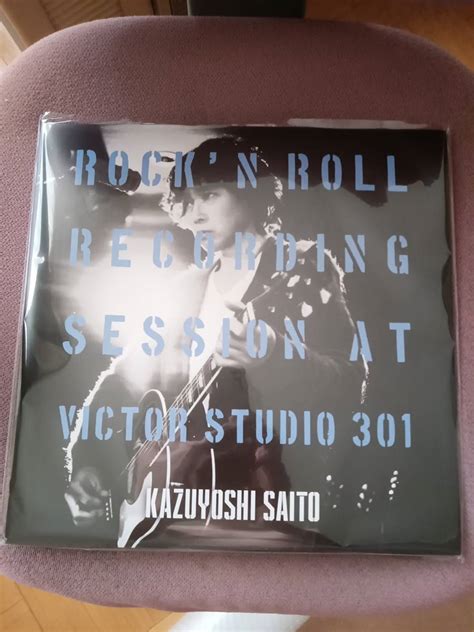 ROCK'N ROLL
RECORDING
SESSION AT
VICTOR STUDIO 301
KAZUYOSHI SAITO